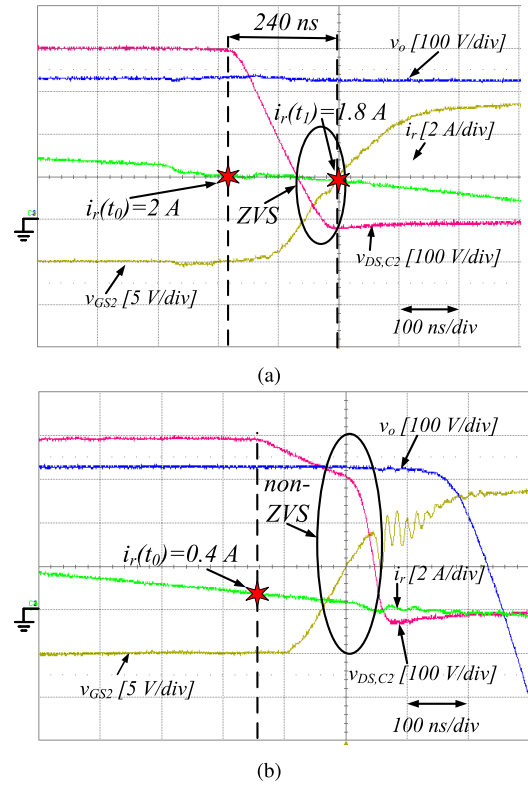 240 ns
v_o [100 V/div]
i_r(t_1)=1.8 A
i_r [2 A/div]
i_r(t_0)=2 A
ZVS
v_DS,C2 [100 V/div]
v_GS2 [5 V/div]
100 ns/div
(a)
v_o [100 V/div]
non-
ZVS
i_r(t_0)=0.4 A
i_r [2 A/div]
v_DS,C2 [100 V/div]
v_GS2 [5 V/div]
100 ns/div
(b)